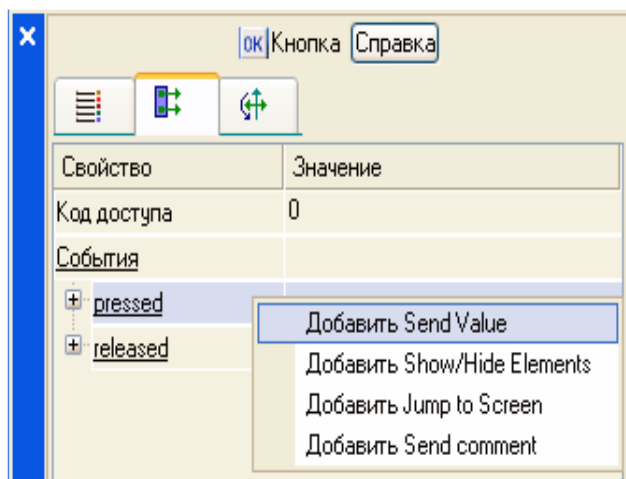 ок Кнопка Справка
Свойство Значение
Код доступа 0
События
pressed
Добавить Send Value
released
Добавить Show/Hide Elements
Добавить Jump to Screen
Добавить Send comment